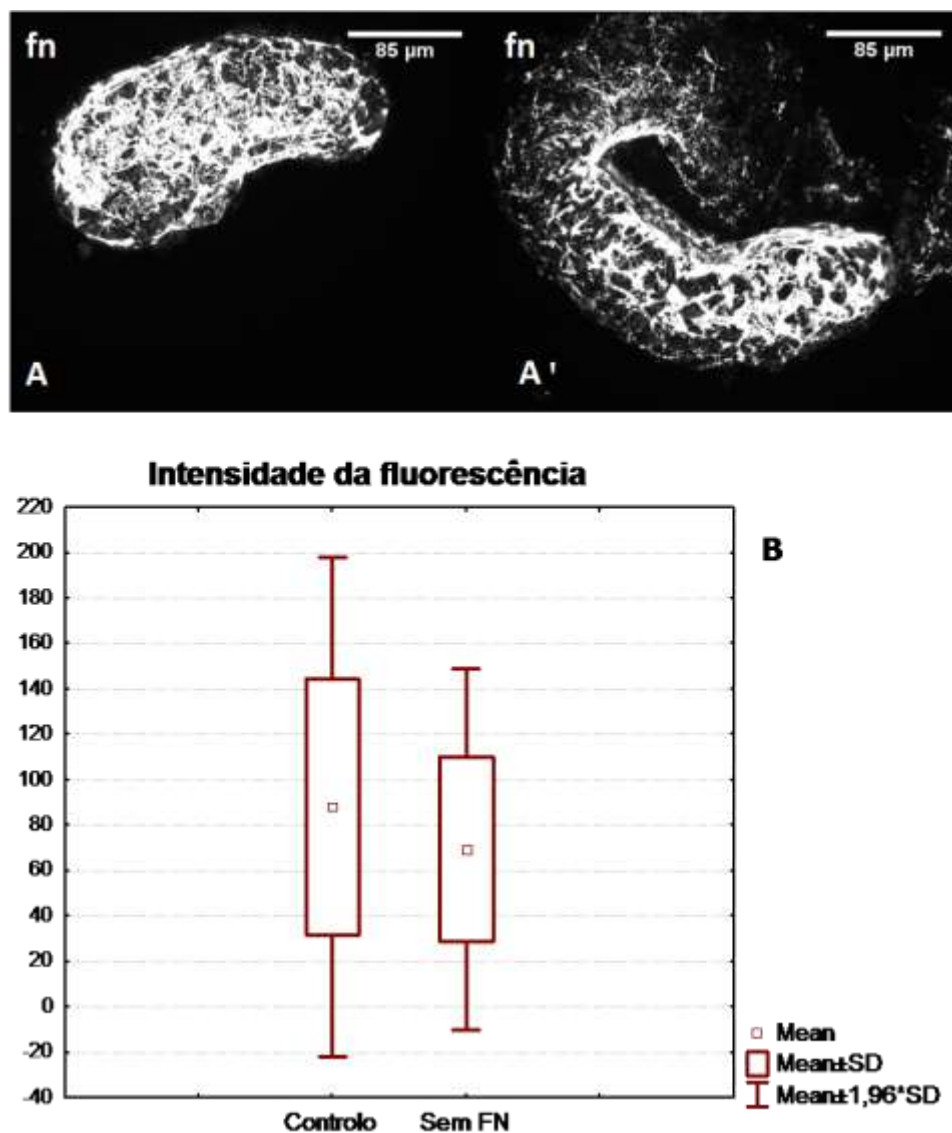 fn 85 µm fn 85 µm
A A'
Intensidade da fluorescência
B
220
200
180
160
140
120
100
80
60
40
20
0
-20
-40
Controlo Sem FN
Mean
Mean±SD
Mean±1,96*SD